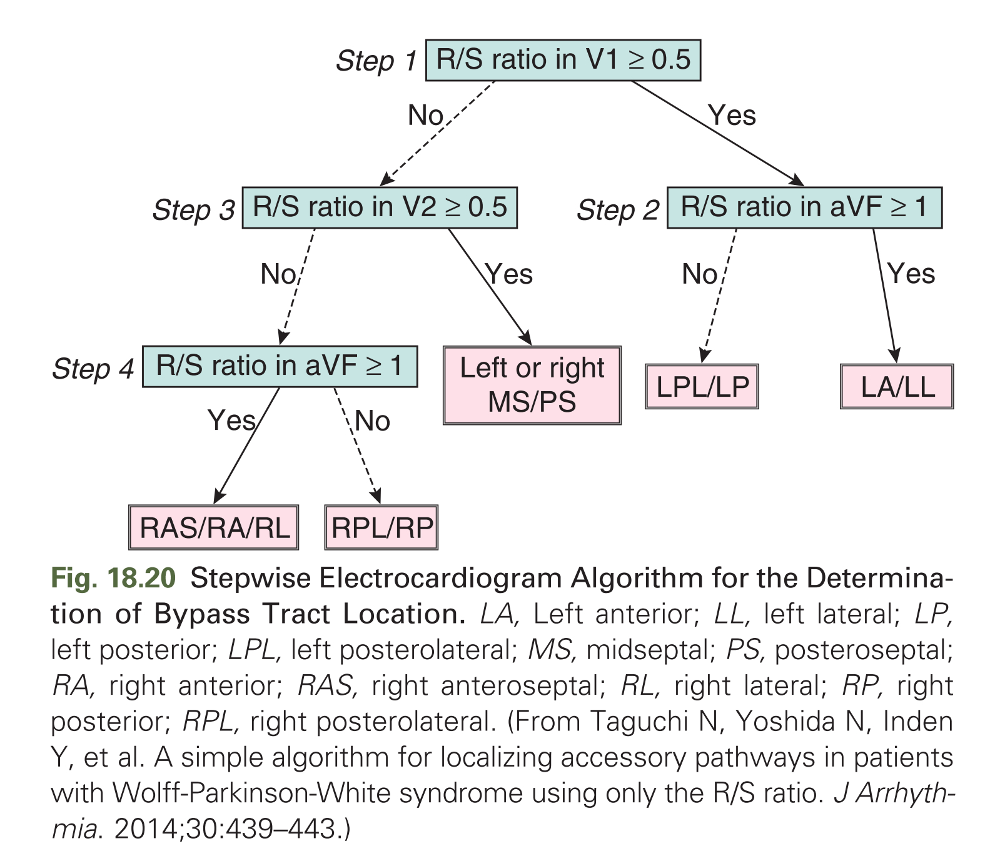 Step 1 R/S ratio in V1 ≥ 0.5
No
Yes
Step 3 R/S ratio in V2 ≥ 0.5
Step 2 R/S ratio in aVF ≥ 1
No
Yes
No
Yes
Step 4 R/S ratio in aVF ≥ 1
Left or right
MS/PS
LPL/LP
LA/LL
Yes
No
RAS/RA/RL
RPL/RP
Fig. 18.20 Stepwise Electrocardiogram Algorithm for the Determina-
tion of Bypass Tract Location. LA, Left anterior; LL, left lateral; LP,
left posterior; LPL, left posterolateral; MS, midseptal; PS, posteroseptal;
RA, right anterior; RAS, right anteroseptal; RL, right lateral; RP, right
posterior; RPL, right posterolateral. (From Taguchi N, Yoshida N, Inden
Y, et al. A simple algorithm for localizing accessory pathways in patients
with Wolff-Parkinson-White syndrome using only the R/S ratio. J Arrhyth-
mia. 2014;30:439–443.)